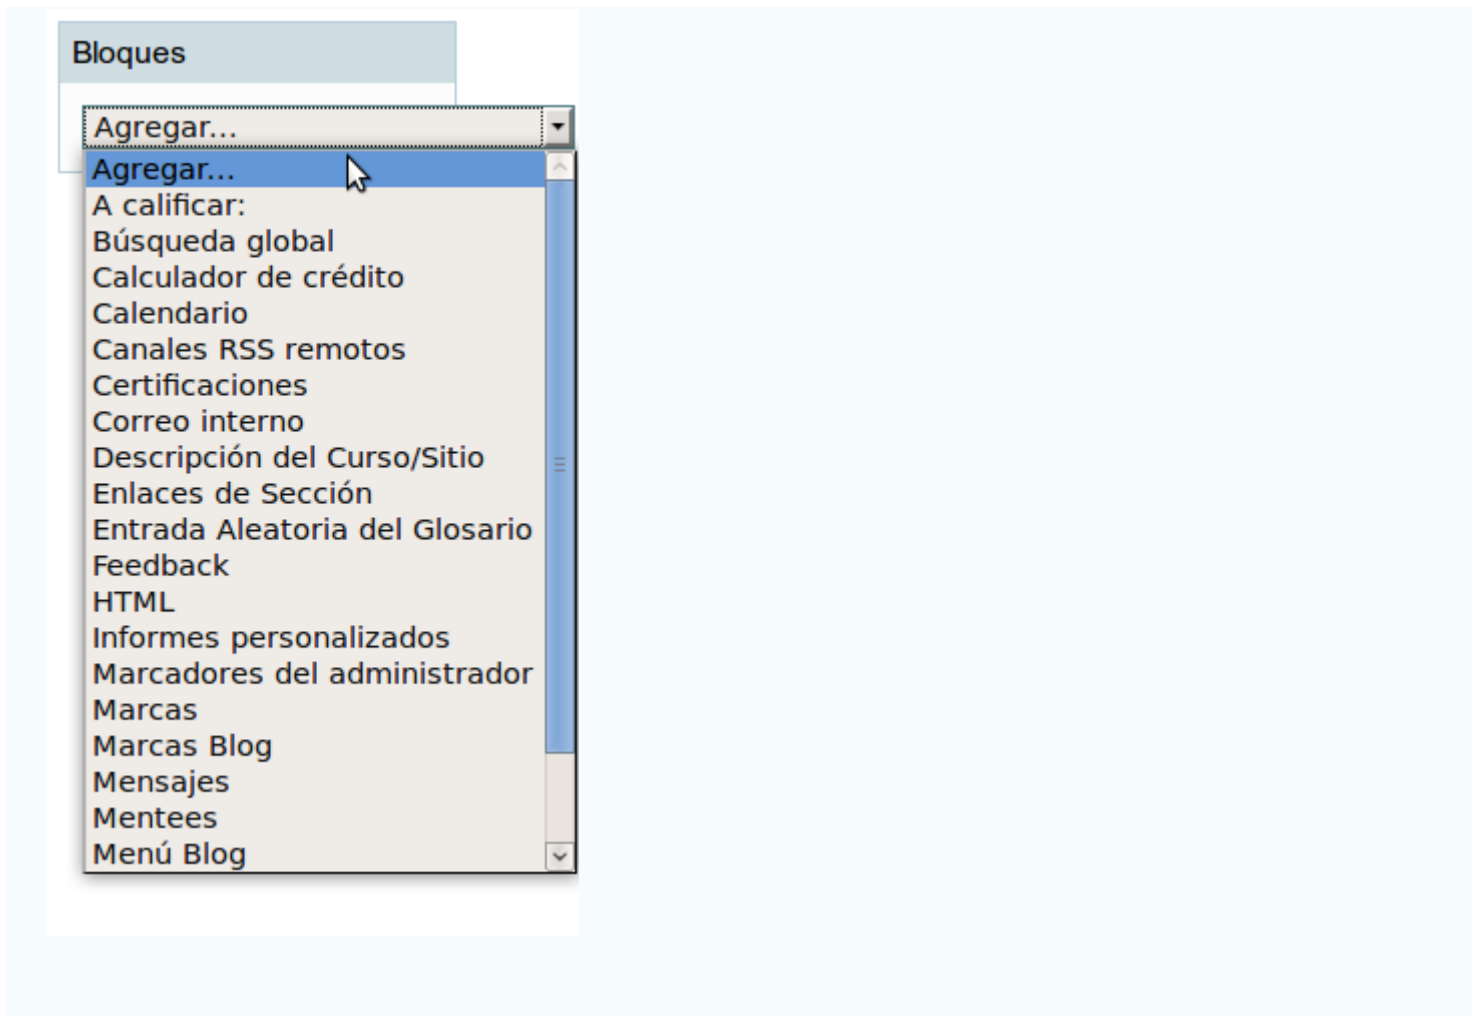 Bloques
Agregar...
Agregar...
A calificar:
Búsqueda global
Calculador de crédito
Calendario
Canales RSS remotos
Certificaciones
Correo interno
Descripción del Curso/Sitio
Enlaces de Sección
Entrada Aleatoria del Glosario
Feedback
HTML
Informes personalizados
Marcadores del administrador
Marcas
Marcas Blog
Mensajes
Mentees
Menú Blog